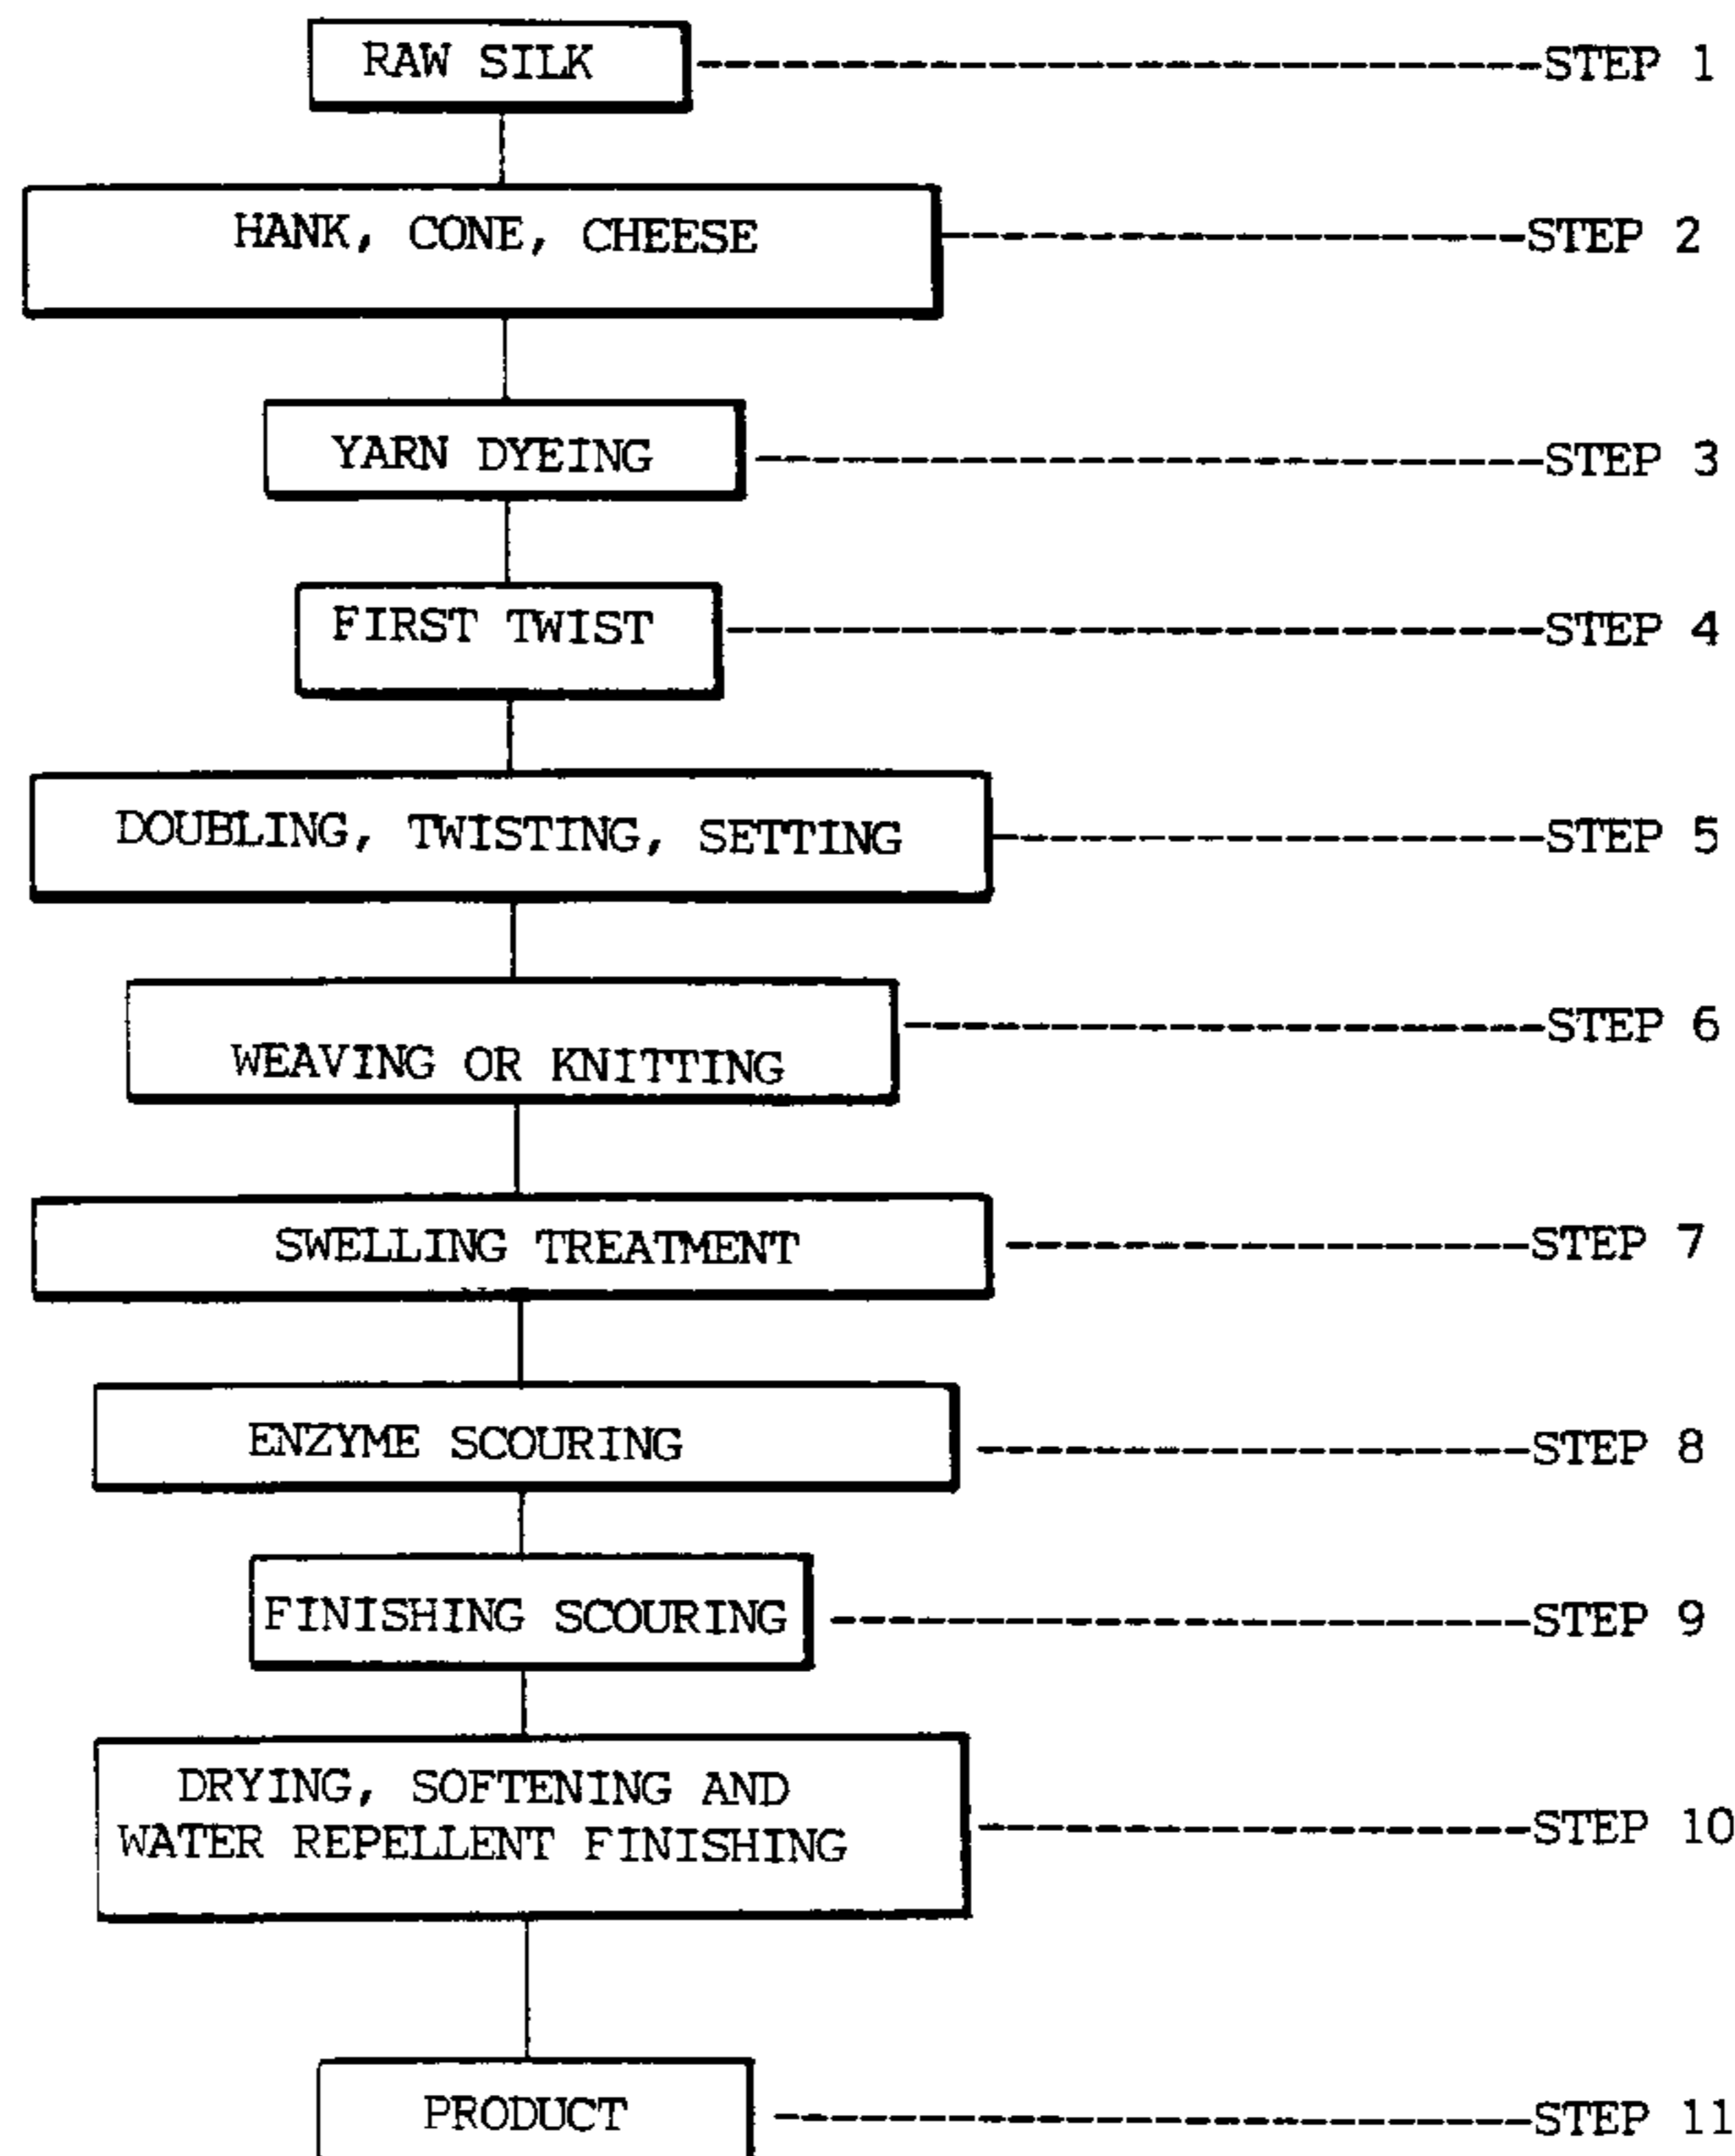 RAW SILK STEP 1
HANK, CONE, CHEESE STEP 2
YARN DYEING STEP 3
FIRST TWIST STEP 4
DOUBLING, TWISTING, SETTING STEP 5
WEAVING OR KNITTING STEP 6
SWELLING TREATMENT STEP 7
ENZYME SCOURING STEP 8
FINISHING SCOURING STEP 9
DRYING, SOFTENING AND
WATER REPELLENT FINISHING STEP 10
PRODUCT STEP 11